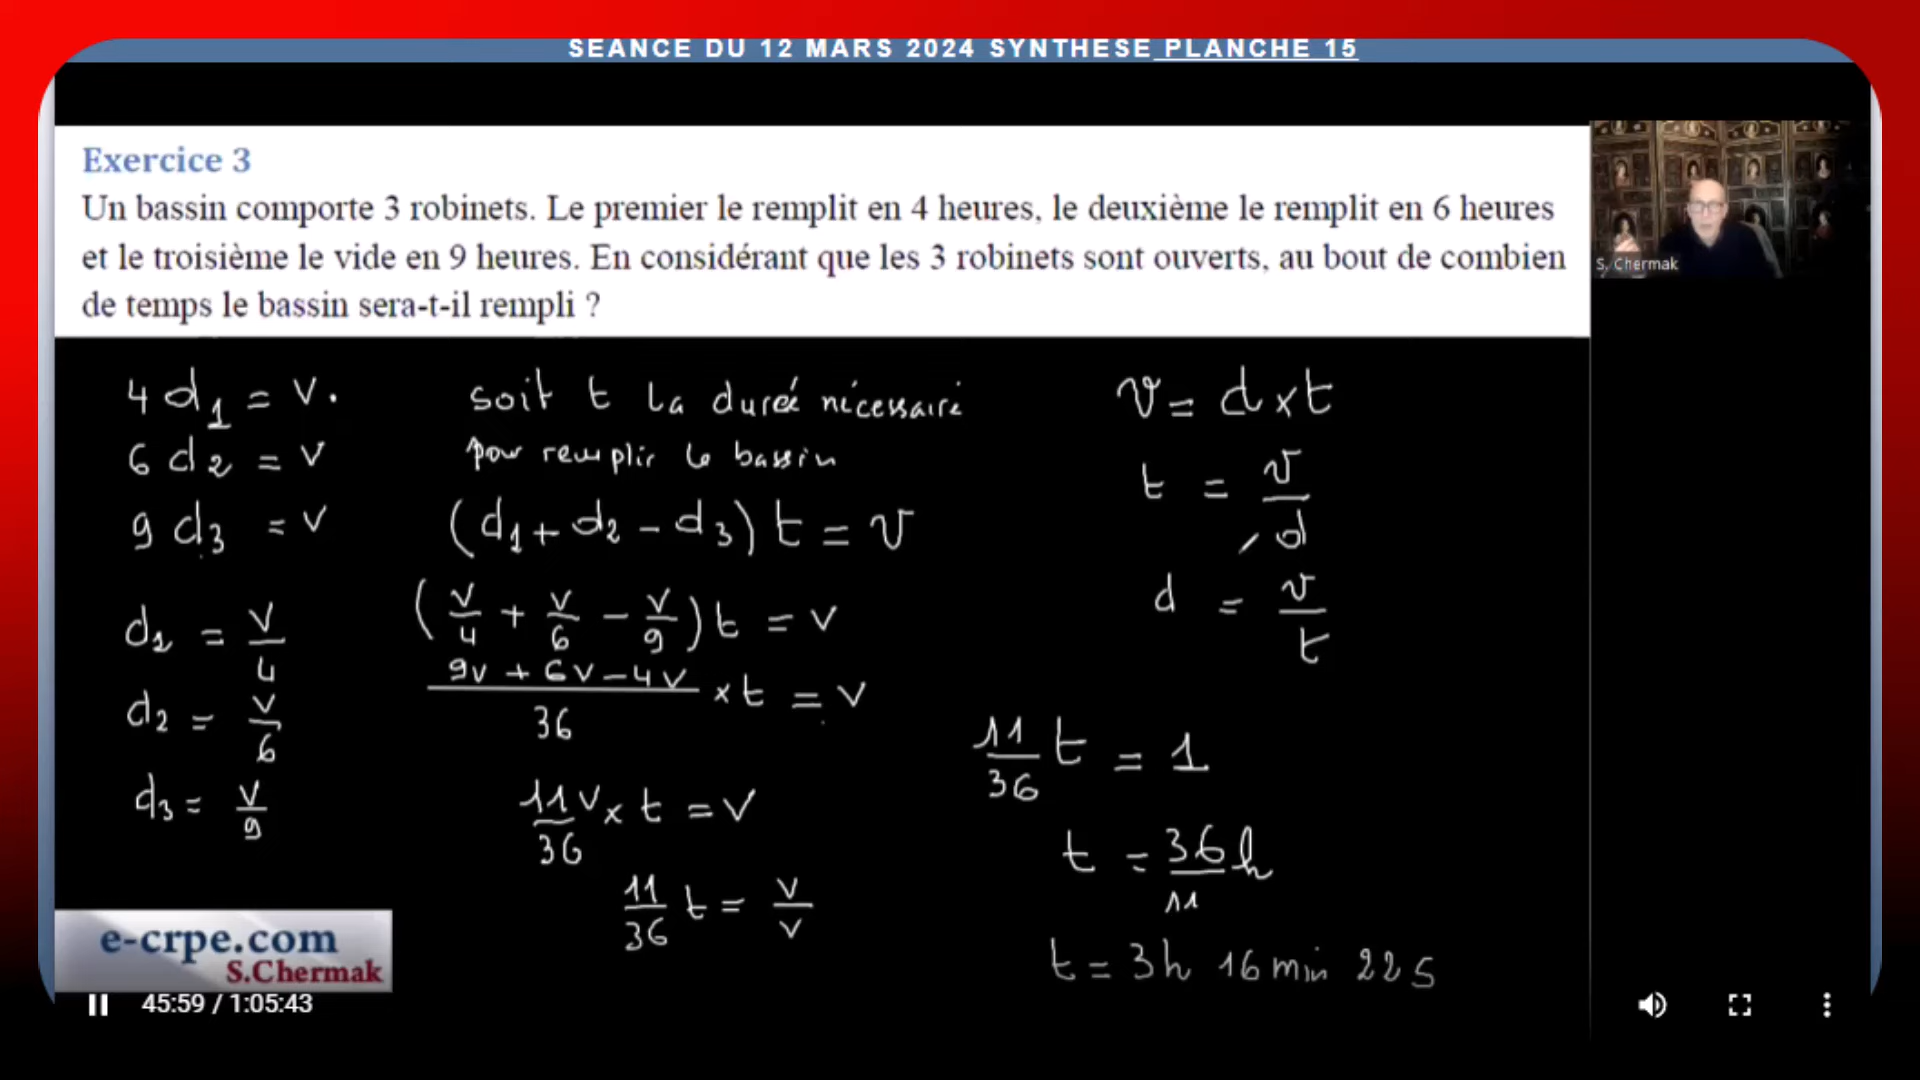 SEANCE DU 12 MARS 2024 SYNTHESE PLANCHE 15
Exercice 3
Un bassin comporte 3 robinets. Le premier le remplit en 4 heures, le deuxième le remplit en 6 heures
et le troisième le vide en 9 heures. En considérant que les 3 robinets sont ouverts, au bout de combien
de temps le bassin sera-t-il rempli ?
S. Chermak
4 d1 = v.
6 d2 = v
9 d3 = v
d1 = v/4
d2 = v/6
d3 = v/9
soit t la durée nécessaire
pour remplir le bassin
(d1 + d2 - d3) t = v
(v/4 + v/6 - v/9) t = v
(9v + 6v - 4v)/36 × t = v
11v/36 × t = v
11/36 t = v/v
v = d × t
t = v/d
d = v/t
11/36 t = 1
t = 36/11 h
t = 3h 16 min 22 s
e-crpe.com
S.Chermak
45:59 / 1:05:43